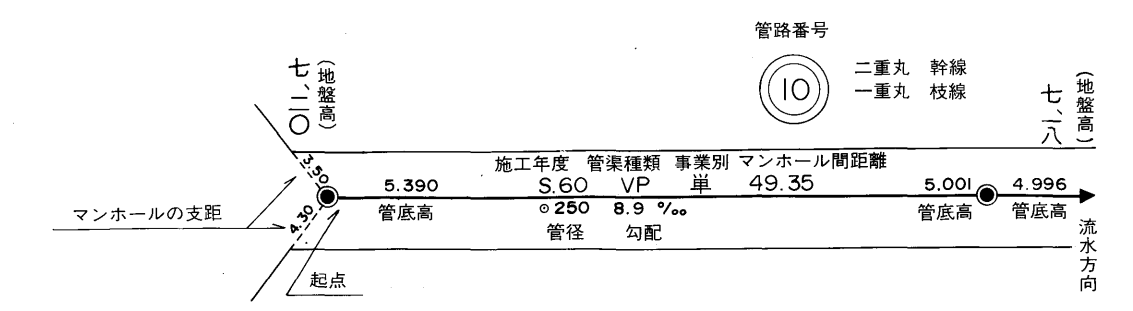 管路番号
10
二重丸 幹線
一重丸 枝線
七、二〇
(地盤高)
七、一八
(地盤高)
施工年度 管渠種類 事業別 マンホール間距離
3.50
5.390 S.60 VP 単 49.35 5.001 4.996
管底高 ⊙250 8.9 ‰ 管底高 管底高
管径 勾配
4.30
マンホールの支距
起点
流水方向